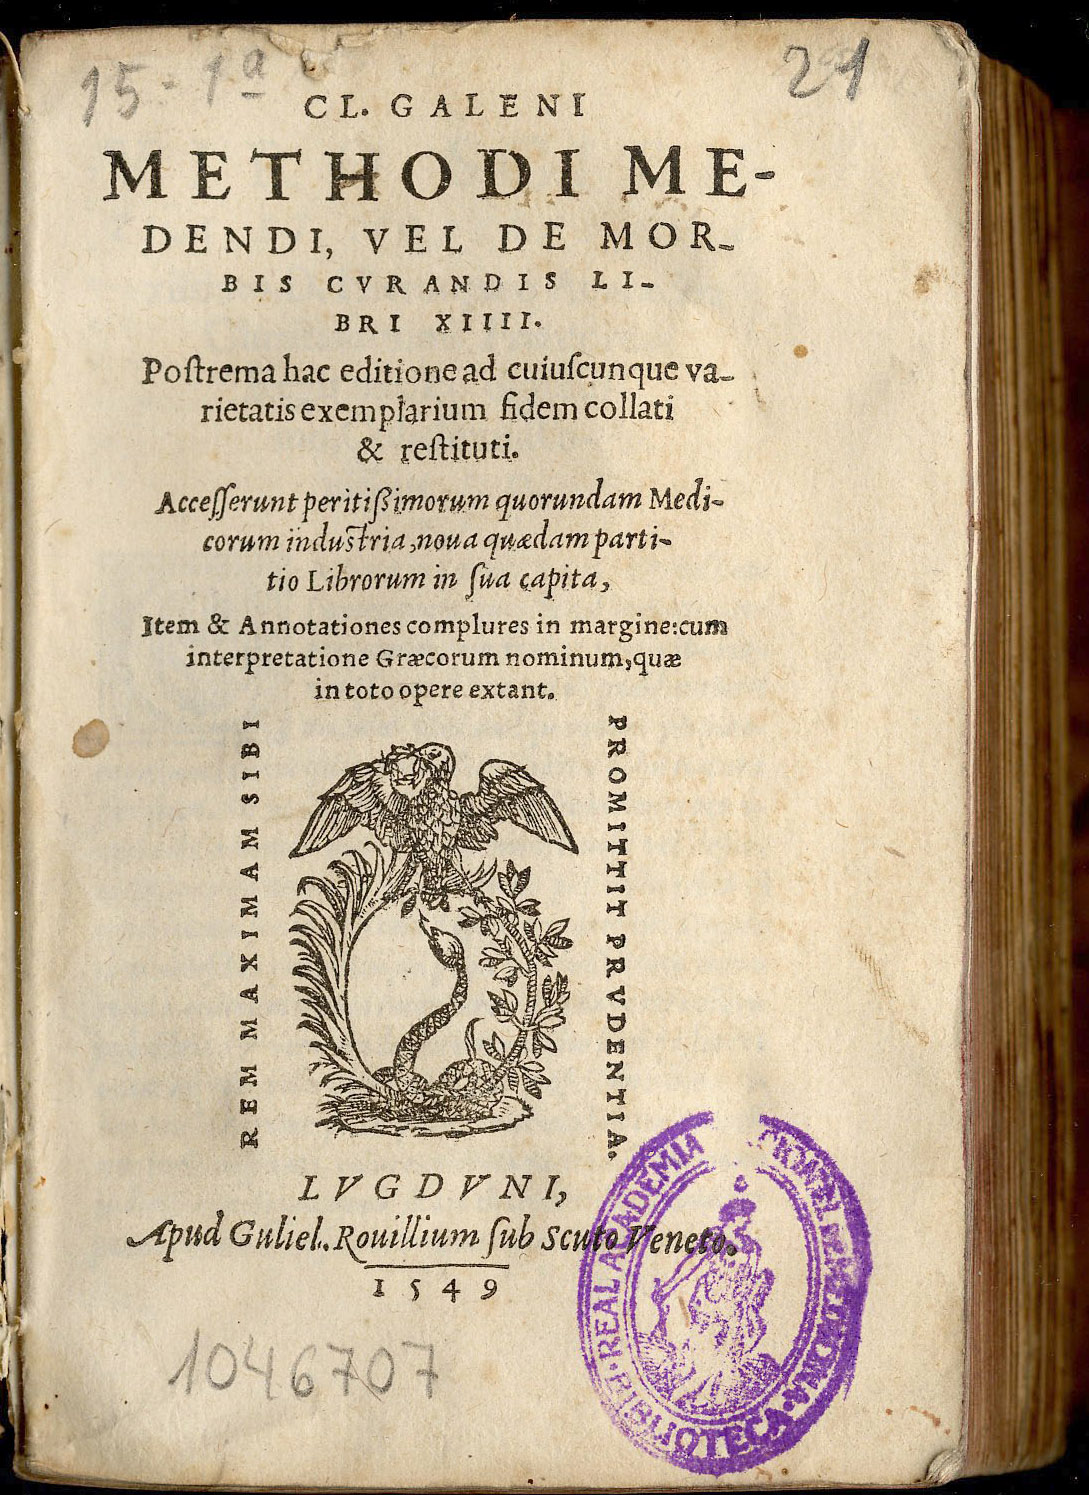 15-1ª
21
CL. GALENI
METHODI ME-
DENDI, VEL DE MOR-
BIS CVRANDIS LI-
BRI XIIII.
Poſtrema hac editione ad cuiuſcunque va-
rietatis exemplarium fidem collati
& reſtituti.
Acceſſerunt peritiſsimorum quorundam Medi-
corum industria, noua quædam parti-
tio Librorum in ſua capita,
Item & Annotationes complures in margine: cum
interpretatione Græcorum nominum, quæ
in toto opere extant.
REM MAXIMAM SIBI
PROMITTIT PRVDENTIA.
LVGDVNI,
Apud Guliel. Rouillium ſub Scuto Veneto.
1549
1046707
REAL ACADEMIA
BIBLIOTECA